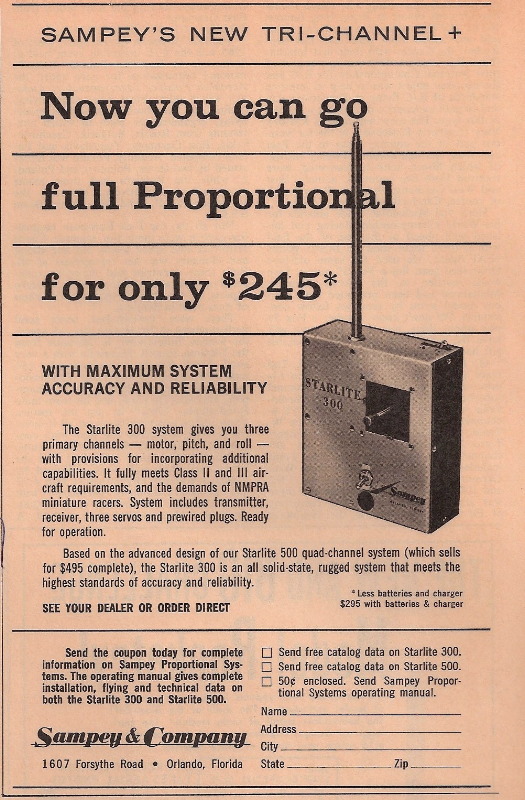 SAMPEY'S NEW TRI-CHANNEL +
Now you can go
full Proportional
for only $245*
WITH MAXIMUM SYSTEM
ACCURACY AND RELIABILITY
STARLITE
300
Sampey
The Starlite 300 system gives you three
primary channels — motor, pitch, and roll —
with provisions for incorporating additional
capabilities. It fully meets Class II and III air-
craft requirements, and the demands of NMPRA
miniature racers. System includes transmitter,
receiver, three servos and prewired plugs. Ready
for operation.
Based on the advanced design of our Starlite 500 quad-channel system (which sells
for $495 complete), the Starlite 300 is an all solid-state, rugged system that meets the
highest standards of accuracy and reliability.
* Less batteries and charger
$295 with batteries & charger
SEE YOUR DEALER OR ORDER DIRECT
Send the coupon today for complete
information on Sampey Proportional Sys-
tems. The operating manual gives complete
installation, flying and technical data on
both the Starlite 300 and Starlite 500.
Sampey & Company
1607 Forsythe Road • Orlando, Florida
Send free catalog data on Starlite 300.
Send free catalog data on Starlite 500.
50¢ enclosed. Send Sampey Propor-
tional Systems operating manual.
Name
Address
City
State Zip